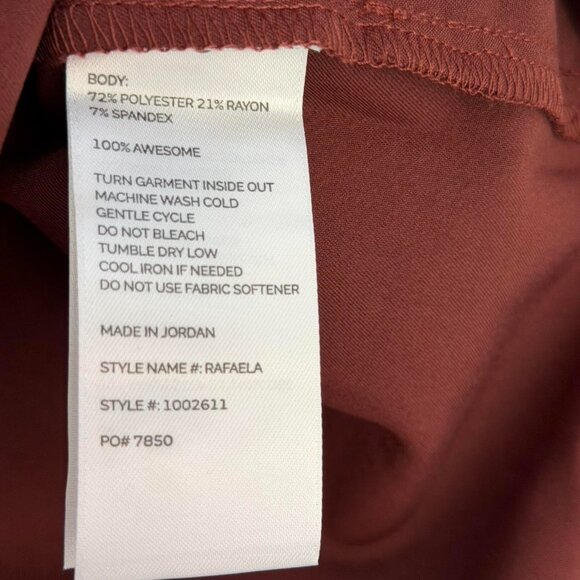 BODY:
72% POLYESTER 21% RAYON
7% SPANDEX
100% AWESOME
TURN GARMENT INSIDE OUT
MACHINE WASH COLD
GENTLE CYCLE
DO NOT BLEACH
TUMBLE DRY LOW
COOL IRON IF NEEDED
DO NOT USE FABRIC SOFTENER
MADE IN JORDAN
STYLE NAME #: RAFAELA
STYLE #: 1002611
PO# 7850